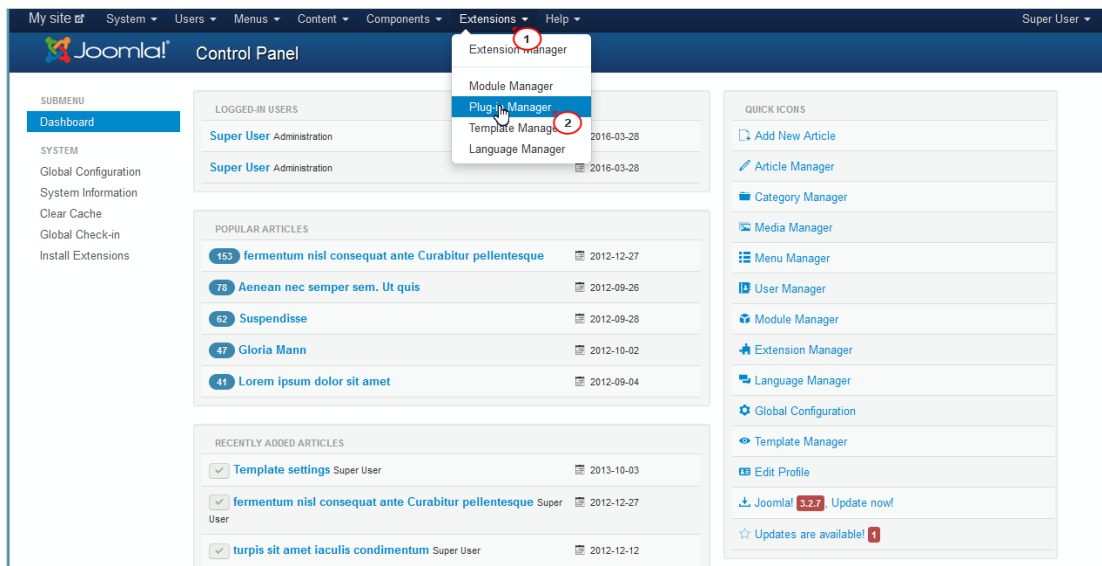 My site System Users Menus Content Components Extensions Help Super User
Joomla! Control Panel
1
Extension Manager
Module Manager
Plug-in Manager
2
Template Manager
Language Manager
SUBMENU
Dashboard
SYSTEM
Global Configuration
System Information
Clear Cache
Global Check-in
Install Extensions
LOGGED-IN USERS
Super User Administration 2016-03-28
Super User Administration 2016-03-28
POPULAR ARTICLES
153 fermentum nisl consequat ante Curabitur pellentesque 2012-12-27
78 Aenean nec semper sem. Ut quis 2012-09-26
62 Suspendisse 2012-09-28
47 Gloria Mann 2012-10-02
41 Lorem ipsum dolor sit amet 2012-09-04
RECENTLY ADDED ARTICLES
Template settings Super User 2013-10-03
fermentum nisl consequat ante Curabitur pellentesque Super 2012-12-27
User
turpis sit amet iaculis condimentum Super User 2012-12-12
QUICK ICONS
Add New Article
Article Manager
Category Manager
Media Manager
Menu Manager
User Manager
Module Manager
Extension Manager
Language Manager
Global Configuration
Template Manager
Edit Profile
Joomla! 3.2.7, Update now!
Updates are available! 1